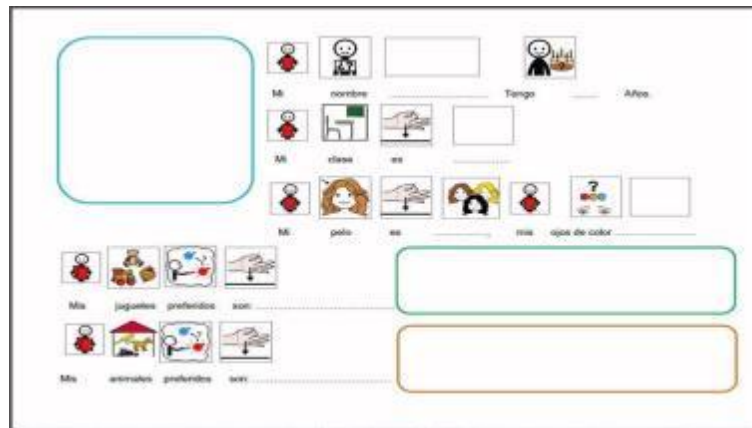 Mi nombre ........................ Tengo ...... Años.
Mi clase es ............
Mi pelo es ............, mis ojos de color ....................
Mis juguetes preferidos son: ........................................
Mis animales preferidos son: ........................................